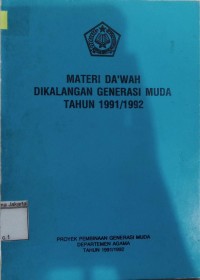 MATERI DA'WAH
DIKALANGAN GENERASI MUDA
TAHUN 1991/1992
PROYEK PEMBINAAN GENERASI MUDA
DEPARTEMEN AGAMA
TAHUN 1991/1992